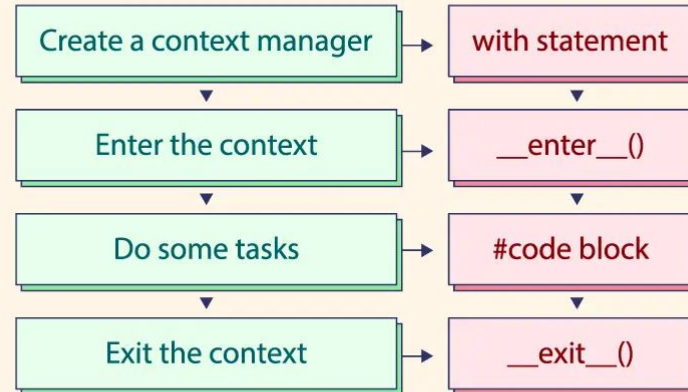 Create a context manager
with statement
Enter the context
__enter__()
Do some tasks
#code block
Exit the context
__exit__()